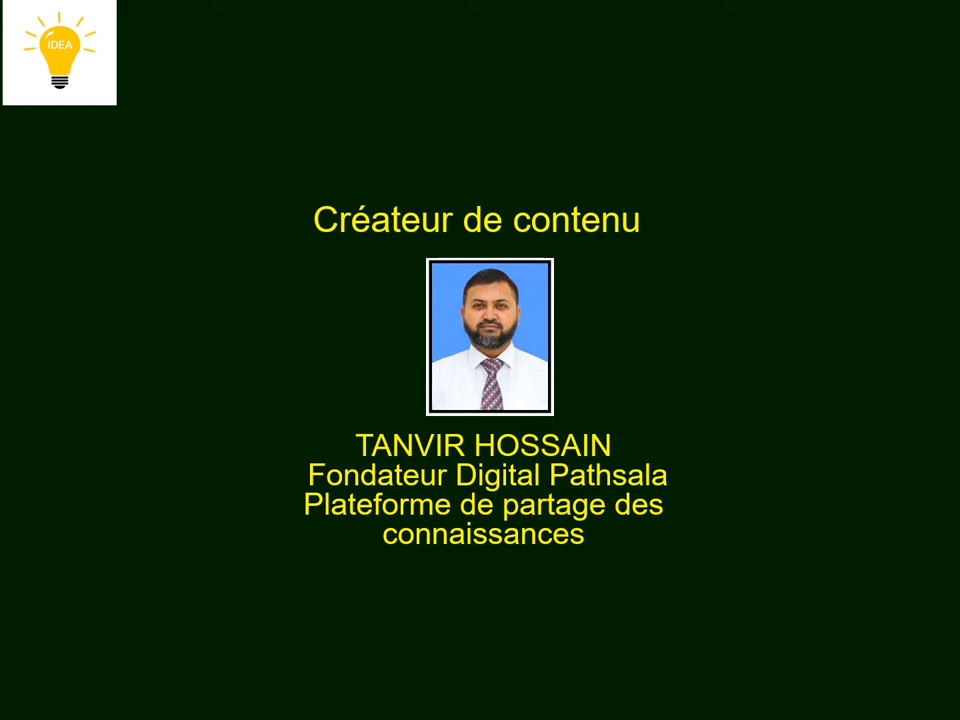 IDEA
Créateur de contenu
TANVIR HOSSAIN
Fondateur Digital Pathsala
Plateforme de partage des
connaissances